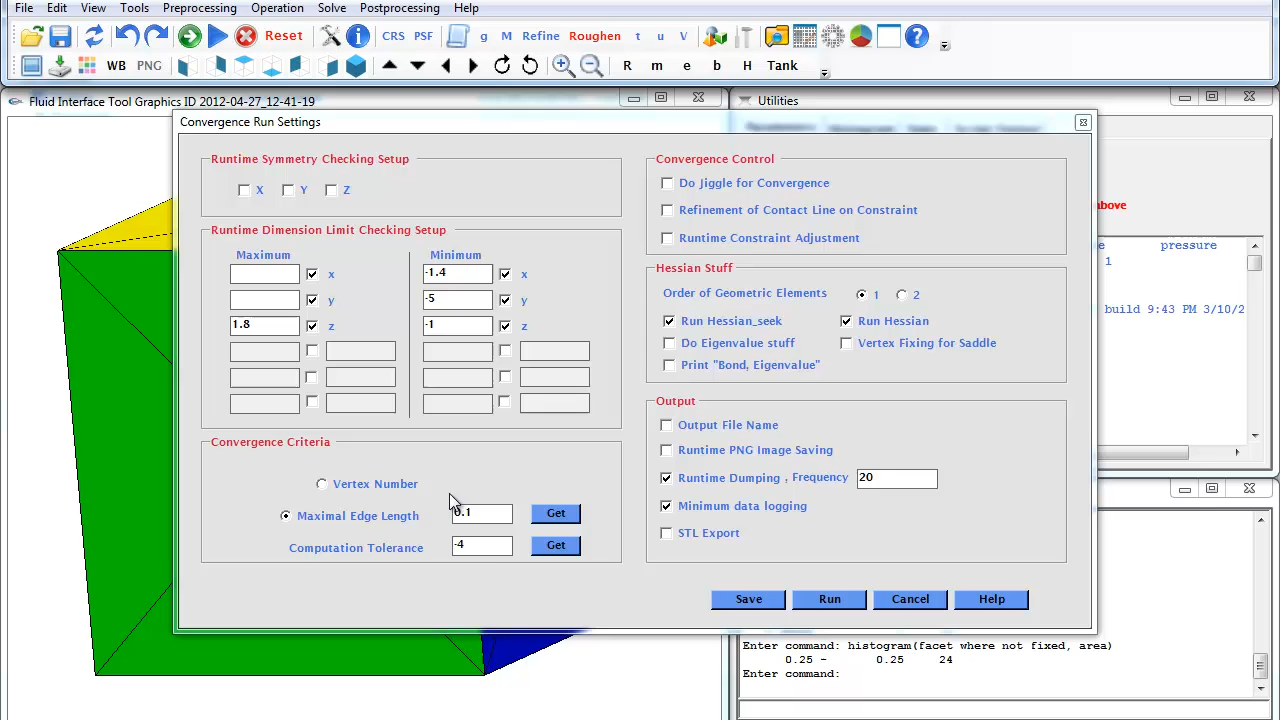 File Edit View Tools Preprocessing Operation Solve Postprocessing Help
Reset CRS PSF g M Refine Roughen t u V
WB PNG R m e b H Tank
Fluid Interface Tool Graphics ID 2012-04-27_12-41-19
Utilities
Convergence Run Settings
Runtime Symmetry Checking Setup
X Y Z
Runtime Dimension Limit Checking Setup
Maximum Minimum
x -1.4 x
y -5 y
1.8 z -1 z
Convergence Criteria
Vertex Number
Maximal Edge Length 0.1 Get
Computation Tolerance -4 Get
Convergence Control
Do Jiggle for Convergence
Refinement of Contact Line on Constraint
Runtime Constraint Adjustment
Hessian Stuff
Order of Geometric Elements 1 2
Run Hessian_seek Run Hessian
Do Eigenvalue stuff Vertex Fixing for Saddle
Print "Bond, Eigenvalue"
Output
Output File Name
Runtime PNG Image Saving
Runtime Dumping , Frequency 20
Minimum data logging
STL Export
Save Run Cancel Help
above
pressure
1
build 9:43 PM 3/10/2
Enter command: histogram(facet where not fixed, area)
0.25 - 0.25 24
Enter command: